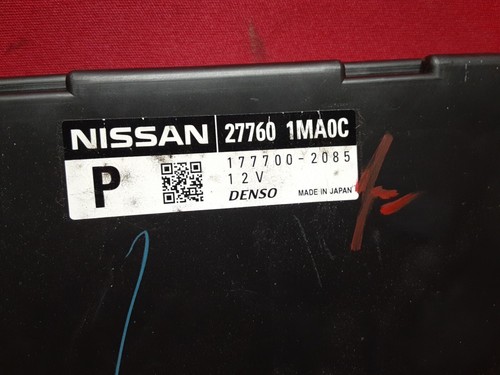 NISSAN 27760 1MA0C
P 177700-2085
12V
DENSO MADE IN JAPAN